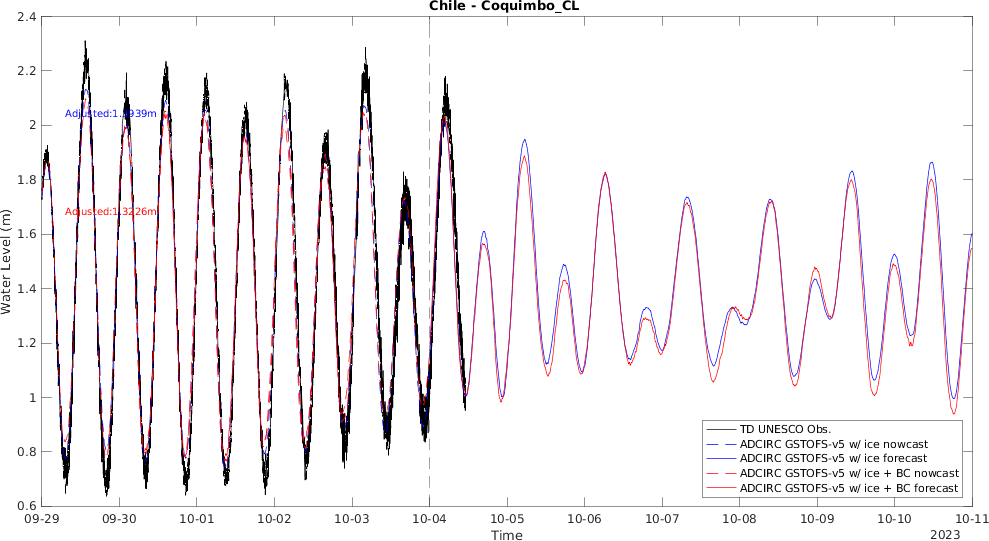 Chile - Coquimbo_CL
2.4
2.2
2
1.8
1.6
1.4
1.2
1
0.8
0.6
Water Level (m)
Adjusted:1.3226m
09-29
09-30
10-01
10-02
10-03
10-04
10-05
10-06
10-07
10-08
10-09
10-10
10-11
Time
2023
TD UNESCO Obs.
ADCIRC GSTOFS-v5 w/ ice nowcast
ADCIRC GSTOFS-v5 w/ ice forecast
ADCIRC GSTOFS-v5 w/ ice + BC nowcast
ADCIRC GSTOFS-v5 w/ ice + BC forecast